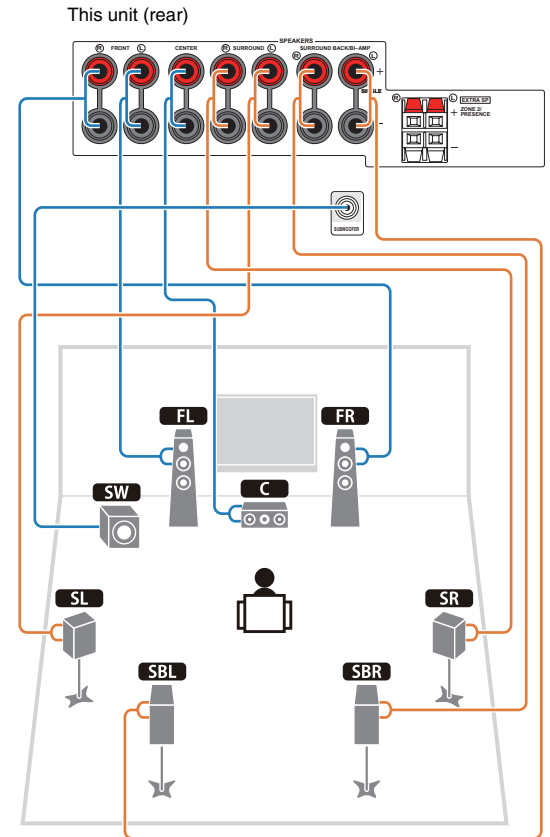 This unit (rear)
SPEAKERS
R FRONT L CENTER R SURROUND L SURROUND BACK/BI–AMP
R L
+
SINGLE
–
R L EXTRA SP
ZONE 2/
PRESENCE
+
–
SUBWOOFER
FL FR
SW C
SL SR
SBL SBR